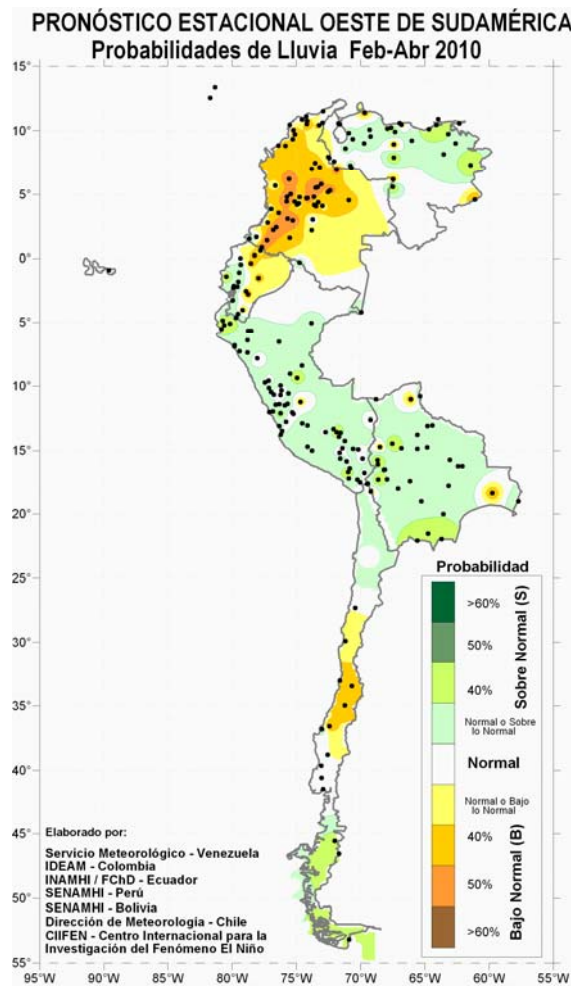 PRONÓSTICO ESTACIONAL OESTE DE SUDAMÉRICA
Probabilidades de Lluvia Feb-Abr 2010
15°
10°
5°
0°
5°
10°
15°
20°
25°
30°
35°
40°
45°
50°
55°
95°W 90°W 85°W 80°W 75°W 70°W 65°W 60°W 55°W
Probabilidad
>60%
50%
40%
Normal o Sobre
lo Normal
Normal
Normal o Bajo
lo Normal
40%
50%
>60%
Sobre Normal (S)
Bajo Normal (B)
Elaborado por:
Servicio Meteorológico - Venezuela
IDEAM - Colombia
INAMHI / FChD - Ecuador
SENAMHI - Perú
SENAMHI - Bolivia
Dirección de Meteorología - Chile
CIIFEN - Centro Internacional para la
Investigación del Fenómeno El Niño